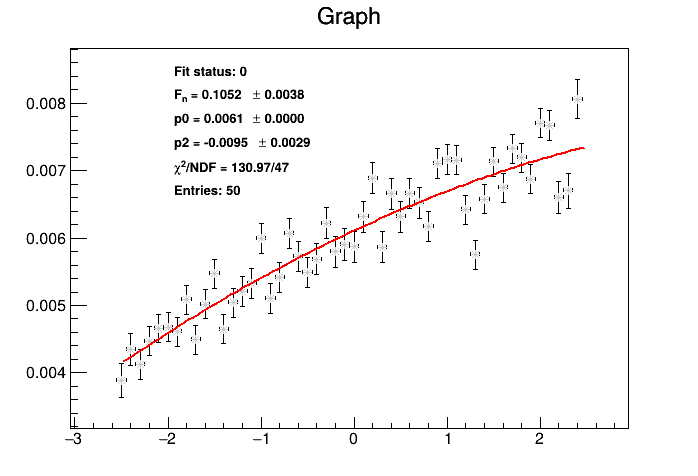 Graph
Fit status: 0
Fn = 0.1052 ± 0.0038
p0 = 0.0061 ± 0.0000
p2 = -0.0095 ± 0.0029
χ²/NDF = 130.97/47
Entries: 50
0.008
0.007
0.006
0.005
0.004
−3 −2 −1 0 1 2